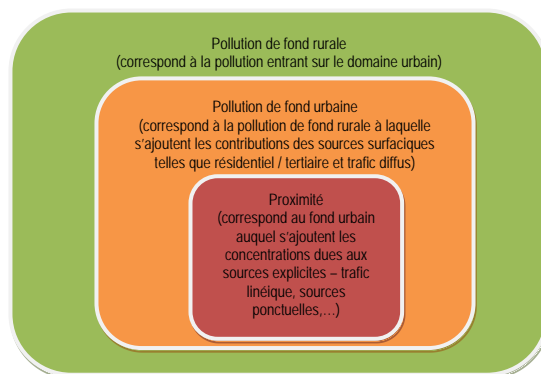 Pollution de fond rurale
(correspond à la pollution entrant sur le domaine urbain)
Pollution de fond urbaine
(correspond à la pollution de fond rurale à laquelle
s'ajoutent les contributions des sources surfaciques
telles que résidentiel / tertiaire et trafic diffus)
Proximité
(correspond au fond urbain
auquel s'ajoutent les
concentrations dues aux
sources explicites – trafic
linéique, sources
ponctuelles,…)